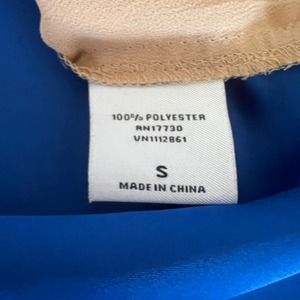 100% POLYESTER
RN17730
VN1112861
S
MADE IN CHINA